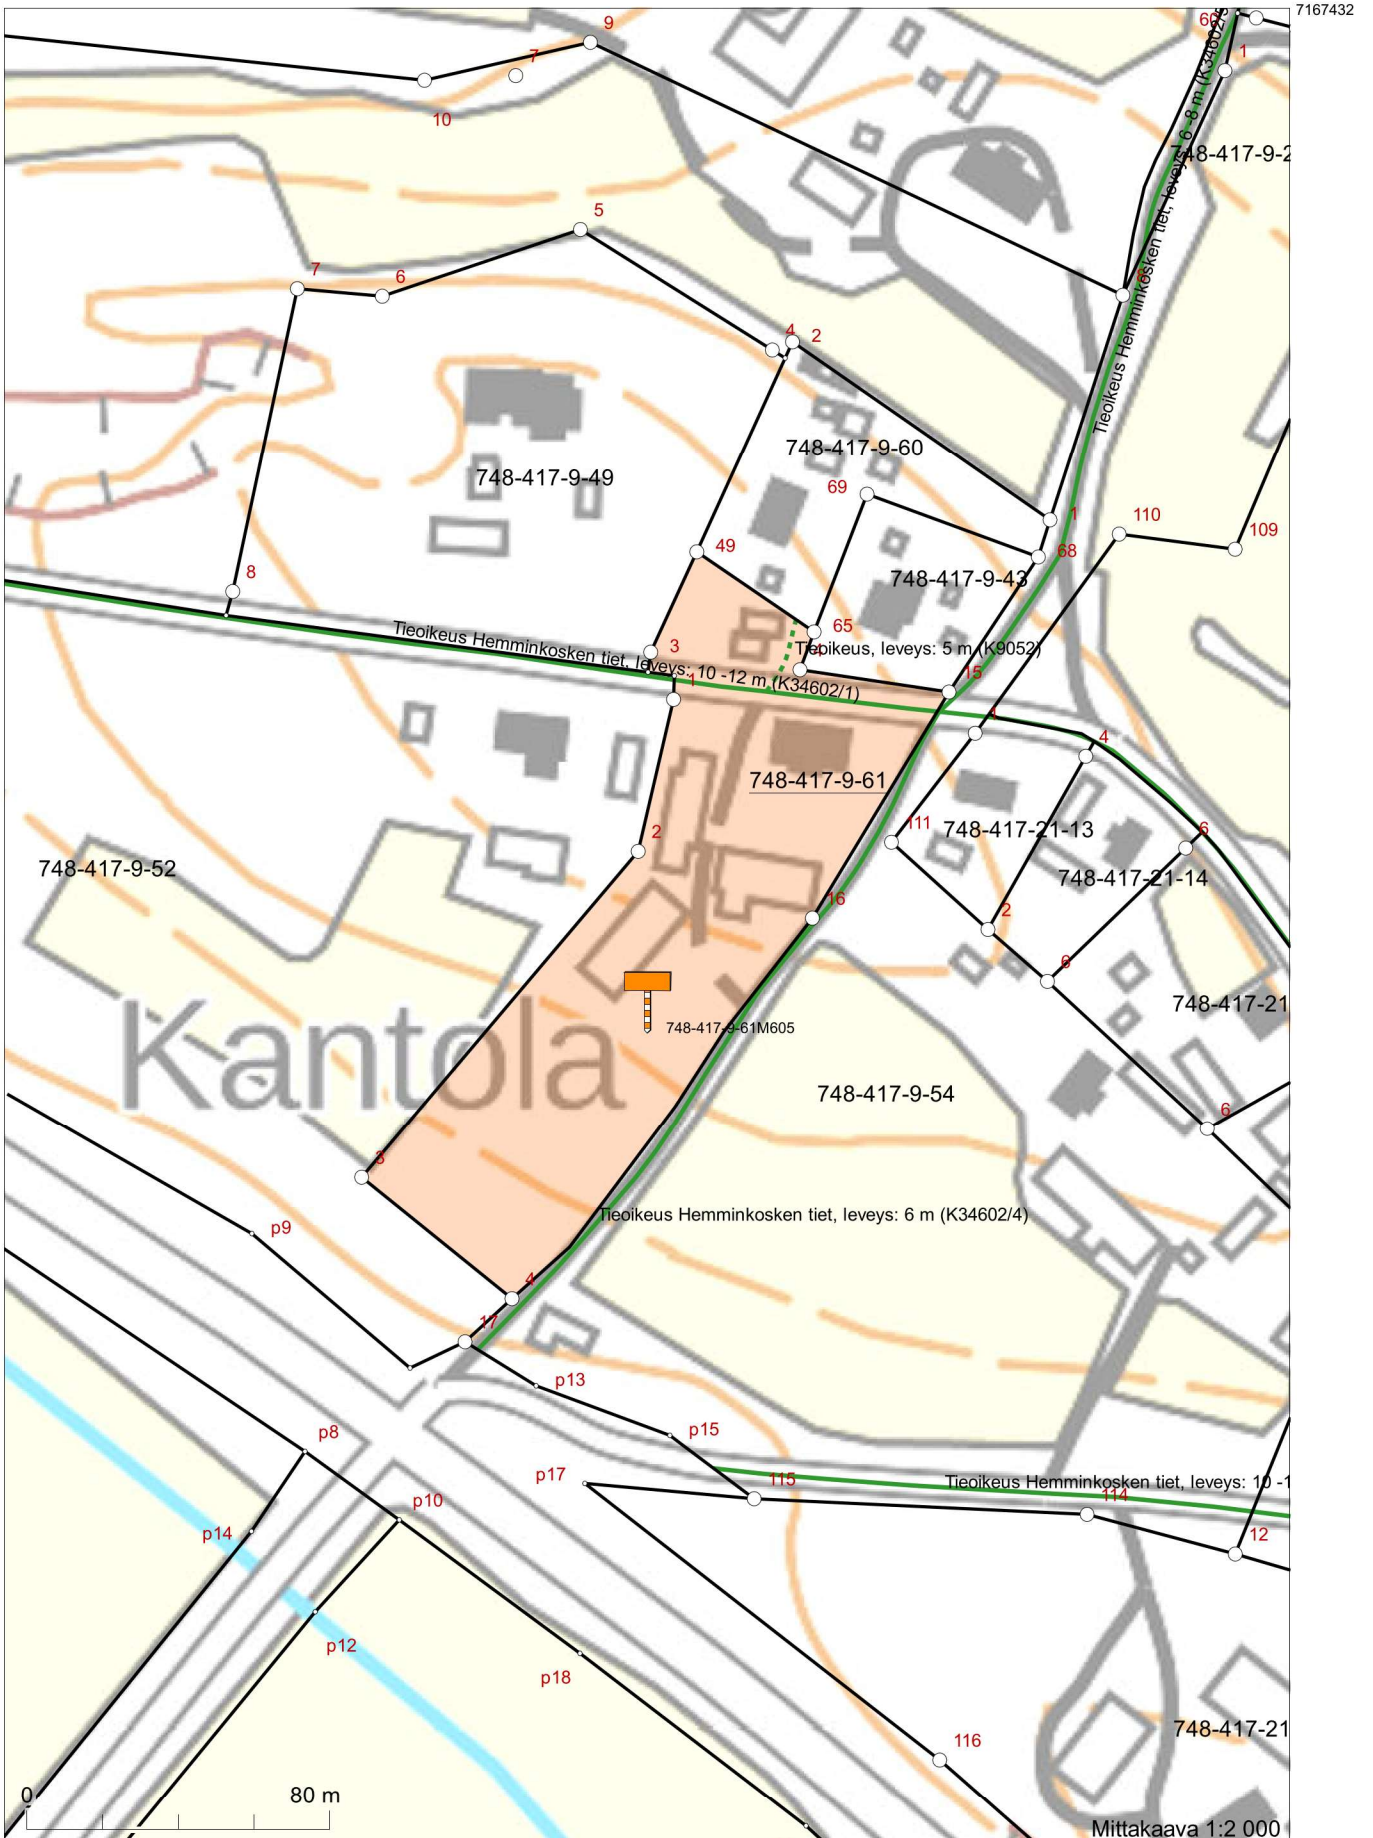 7167432
9
60
1
7
10
Tieoikeus Hemminkosken tiet, leveys: 6 -8 m (K34602/3
748-417-9-2
5
7
6
8
4
2
748-417-9-60
748-417-9-49
69
1
110
109
49
68
8
748-417-9-43
Tieoikeus Hemminkosken tiet, leveys: 10 -12 m (K34602/1)
65
3
4
Tieoikeus, leveys: 5 m (K9052)
15
1
4
1
748-417-9-61
4
111
748-417-21-13
6
2
748-417-9-52
748-417-21-14
16
2
6
748-417-21
Kantola
748-417-9-61M605
748-417-9-54
6
3
Tieoikeus Hemminkosken tiet, leveys: 6 m (K34602/4)
p9
4
17
p13
p8
p15
p17
115
Tieoikeus Hemminkosken tiet, leveys: 10 -1
p10
114
p14
12
p12
p18
748-417-21
116
0
80 m
Mittakaava 1:2 000